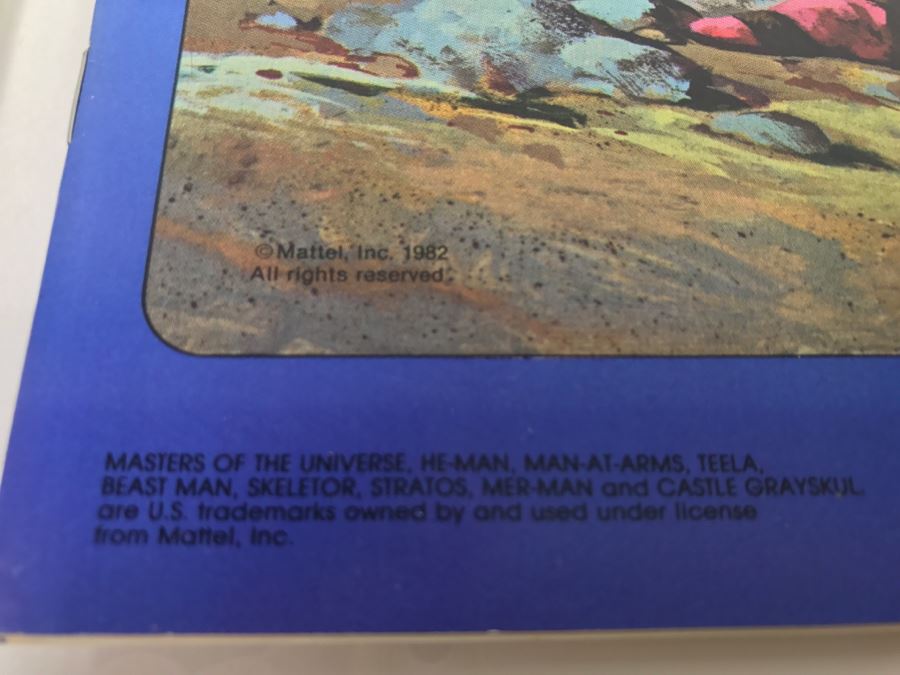 ©Mattel, Inc. 1982
All rights reserved.
MASTERS OF THE UNIVERSE, HE-MAN, MAN-AT-ARMS, TEELA,
BEAST MAN, SKELETOR, STRATOS, MER-MAN and CASTLE GRAYSKUL
are U.S. trademarks owned by and used under license
from Mattel, Inc.